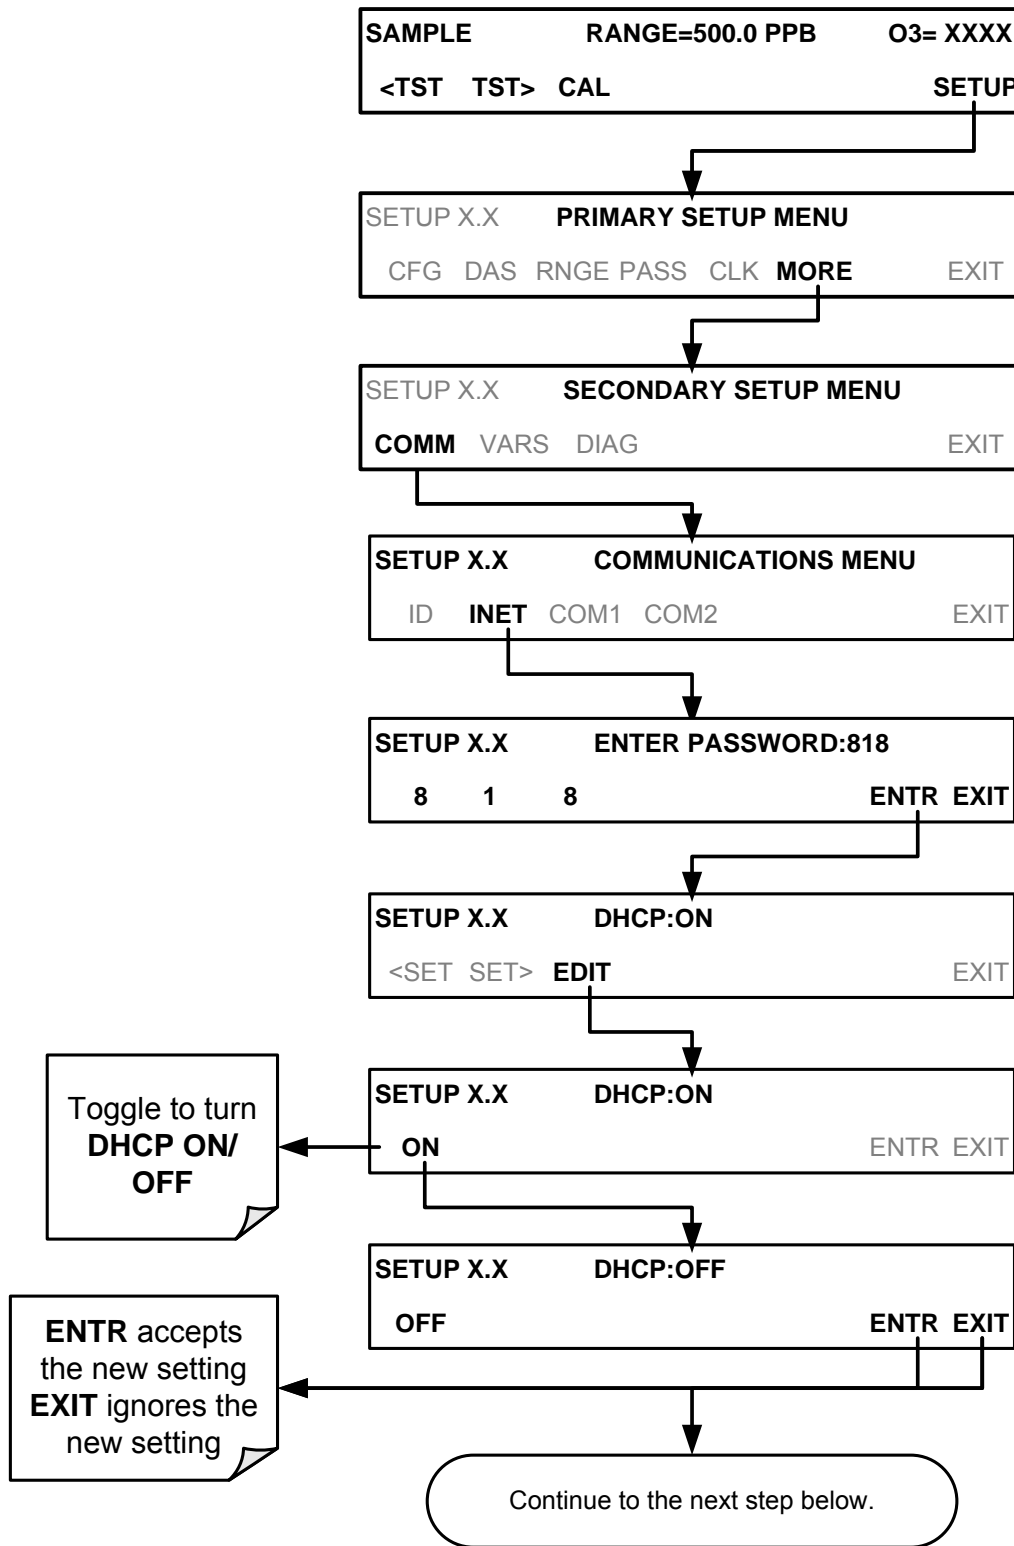 SAMPLE RANGE=500.0 PPB O3= XXXX
<TST TST> CAL SETUP
SETUP X.X PRIMARY SETUP MENU
CFG DAS RNGE PASS CLK MORE EXIT
SETUP X.X SECONDARY SETUP MENU
COMM VARS DIAG EXIT
SETUP X.X COMMUNICATIONS MENU
ID INET COM1 COM2 EXIT
SETUP X.X ENTER PASSWORD:818
8 1 8 ENTR EXIT
SETUP X.X DHCP:ON
<SET SET> EDIT EXIT
Toggle to turn
DHCP ON/
OFF
SETUP X.X DHCP:ON
ON ENTR EXIT
SETUP X.X DHCP:OFF
OFF ENTR EXIT
ENTR accepts
the new setting
EXIT ignores the
new setting
Continue to the next step below.